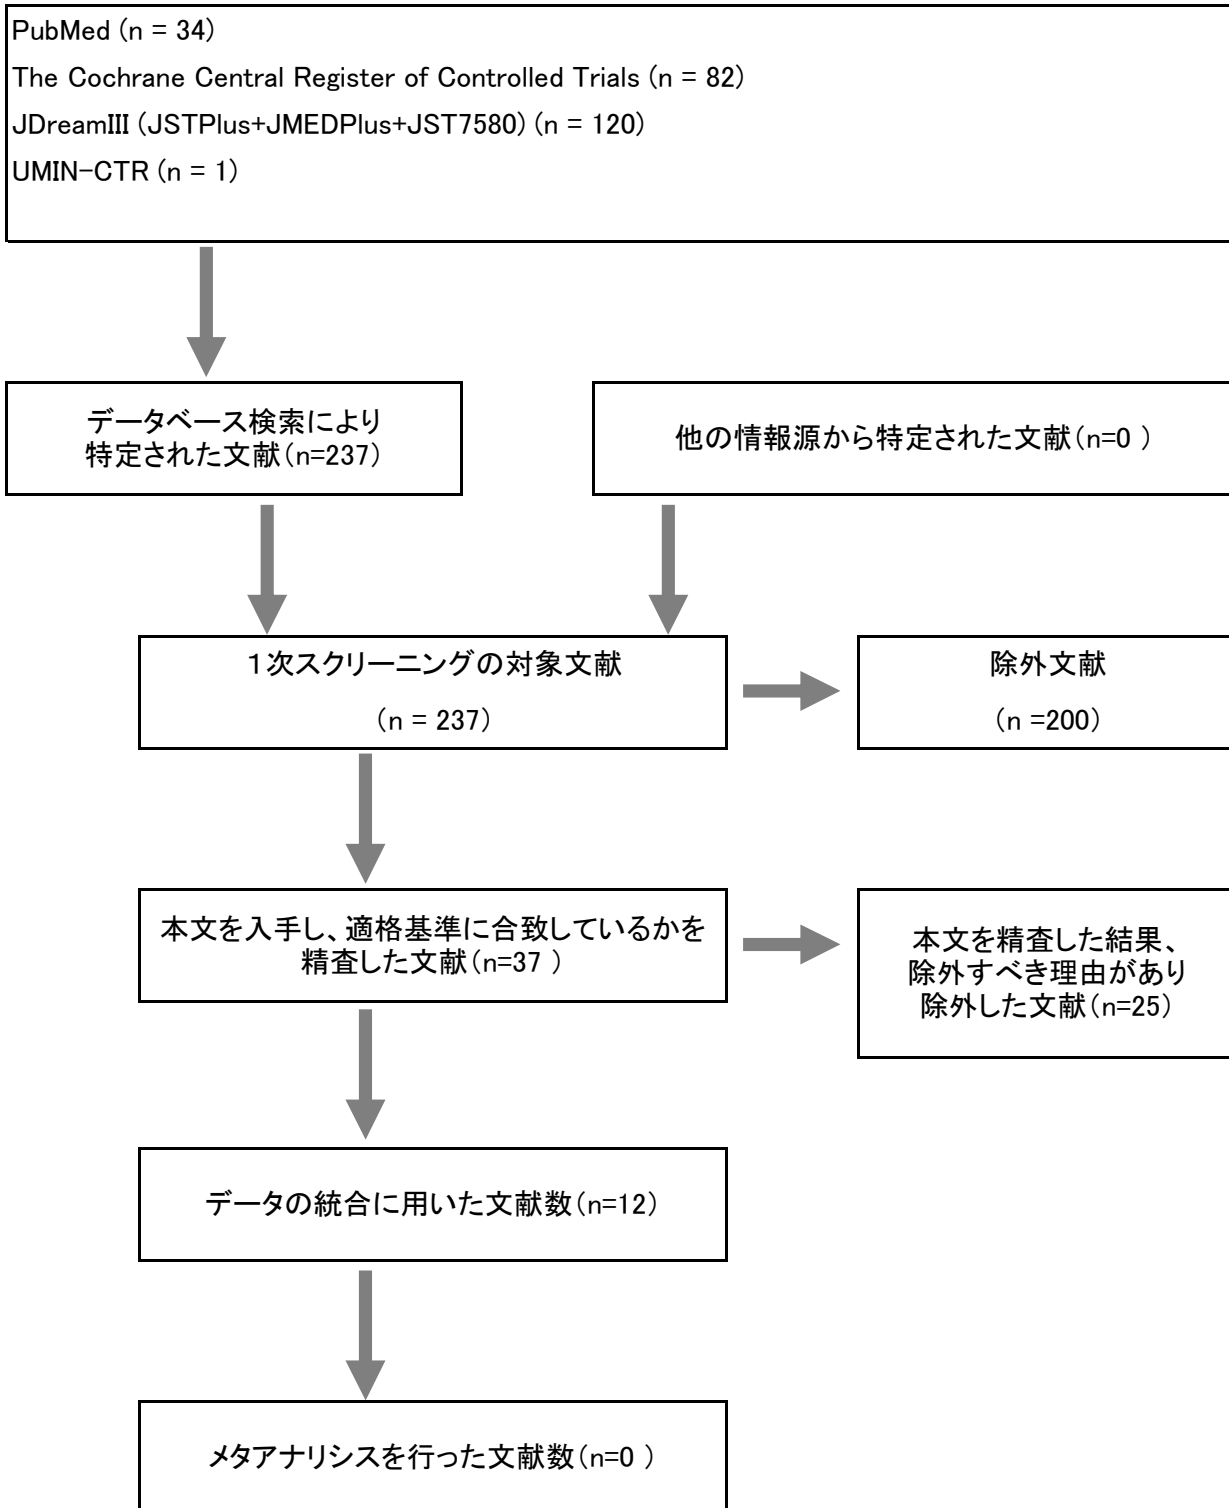 PubMed (n = 34)
The Cochrane Central Register of Controlled Trials (n = 82)
JDreamIII (JSTPlus+JMEDPlus+JST7580) (n = 120)
UMIN-CTR (n = 1)
データベース検索により
特定された文献(n=237)
他の情報源から特定された文献(n=0 )
1次スクリーニングの対象文献
(n = 237)
除外文献
(n =200)
本文を入手し、適格基準に合致しているかを
精査した文献(n=37 )
本文を精査した結果、
除外すべき理由があり
除外した文献(n=25)
データの統合に用いた文献数(n=12)
メタアナリシスを行った文献数(n=0 )